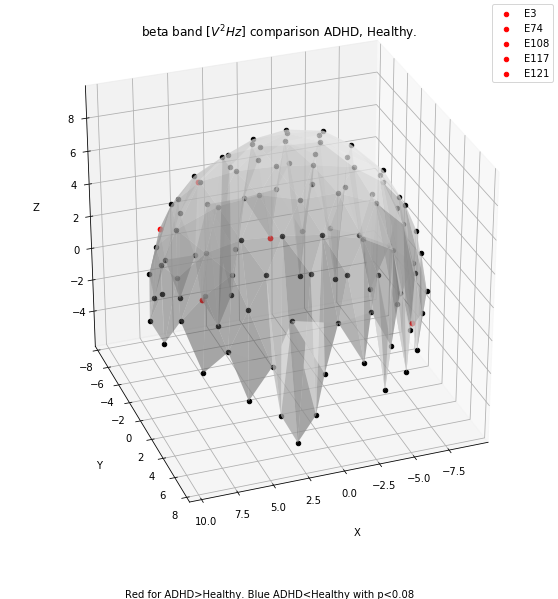 beta band [V²Hz] comparison ADHD, Healthy.
E3
E74
E108
E117
E121
Z
8
6
4
2
0
−2
−4
−8
−6
−4
−2
0
2
4
6
8
Y
10.0
7.5
5.0
2.5
0.0
−2.5
−5.0
−7.5
X
Red for ADHD>Healthy. Blue ADHD<Healthy with p<0.08